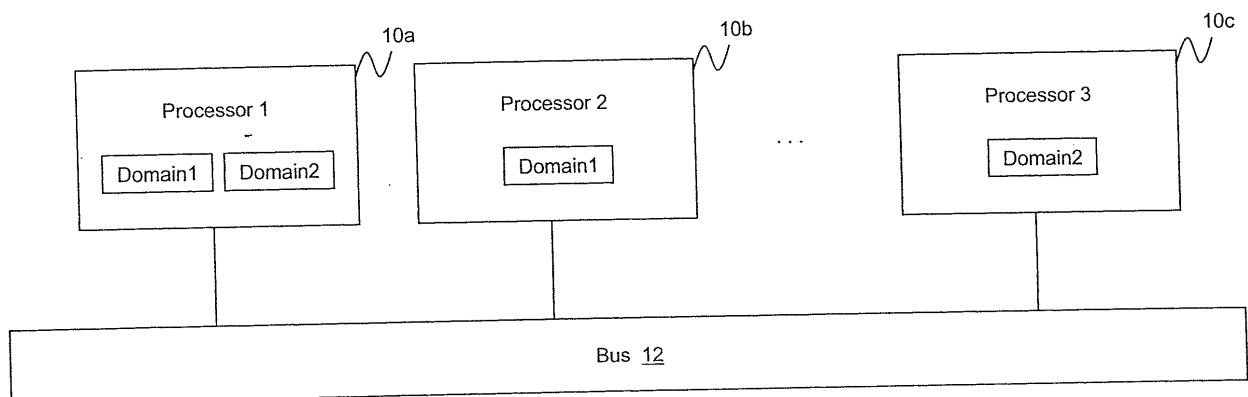 10a
10b
10c
Processor 1
Processor 2
Processor 3
Domain1 Domain2
Domain1
...
Domain2
Bus 12